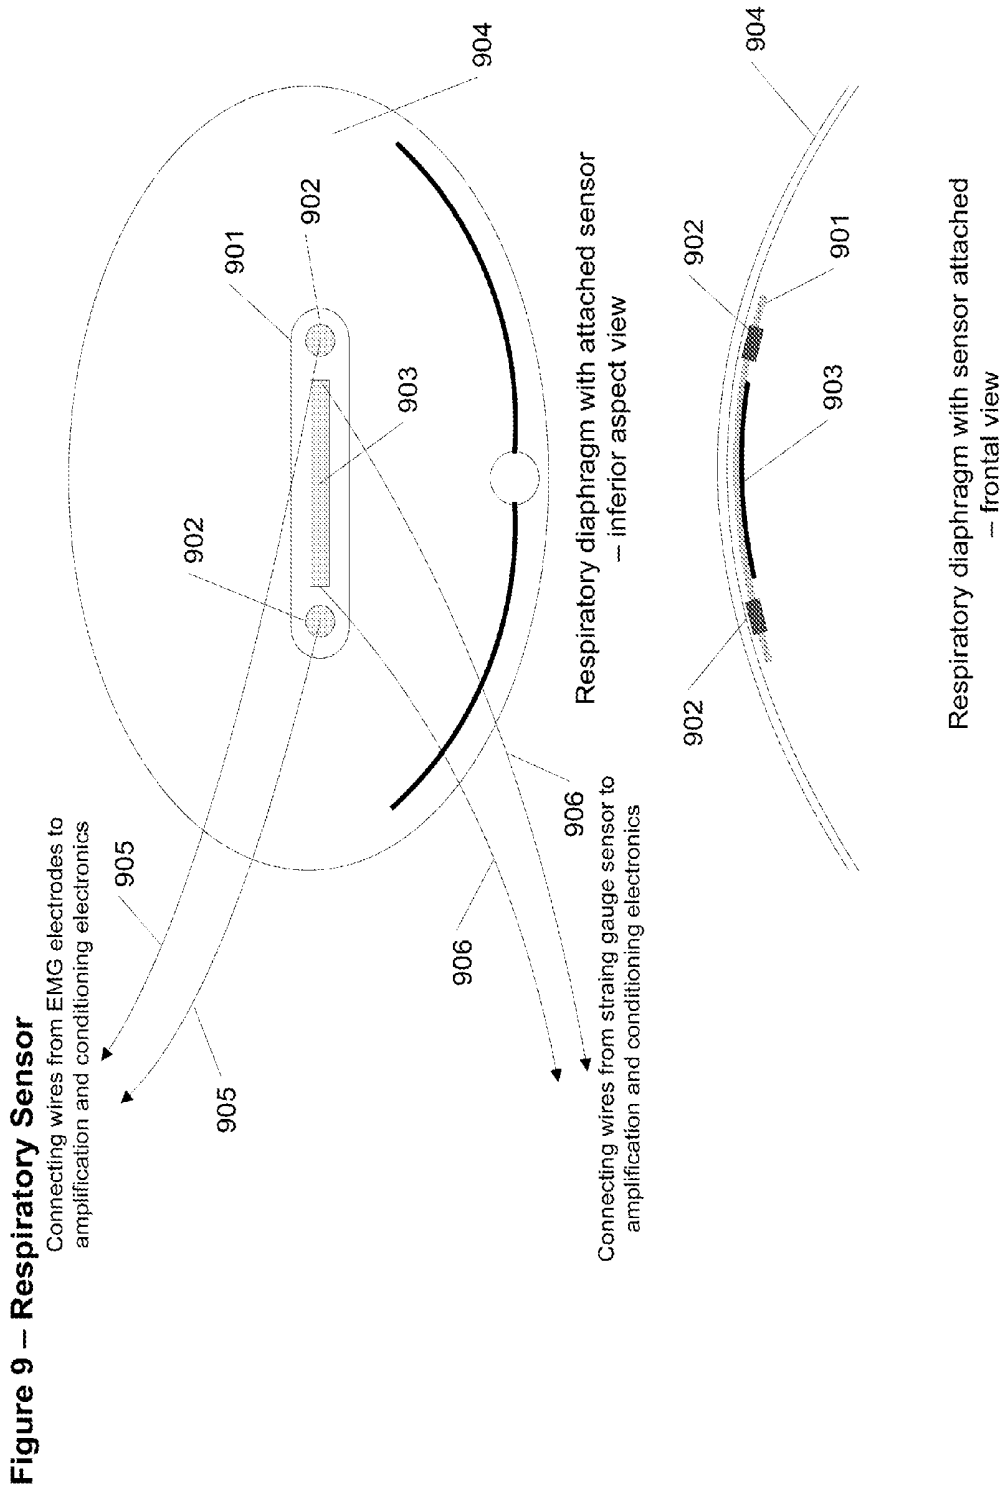 Figure 9 – Respiratory Sensor
Connecting wires from EMG electrodes to
amplification and conditioning electronics
905
905
902
901
902
904
903
906
906
Connecting wires from straing gauge sensor to
amplification and conditioning electronics
Respiratory diaphragm with attached sensor
– inferior aspect view
902
902
904
903
901
Respiratory diaphragm with sensor attached
– frontal view